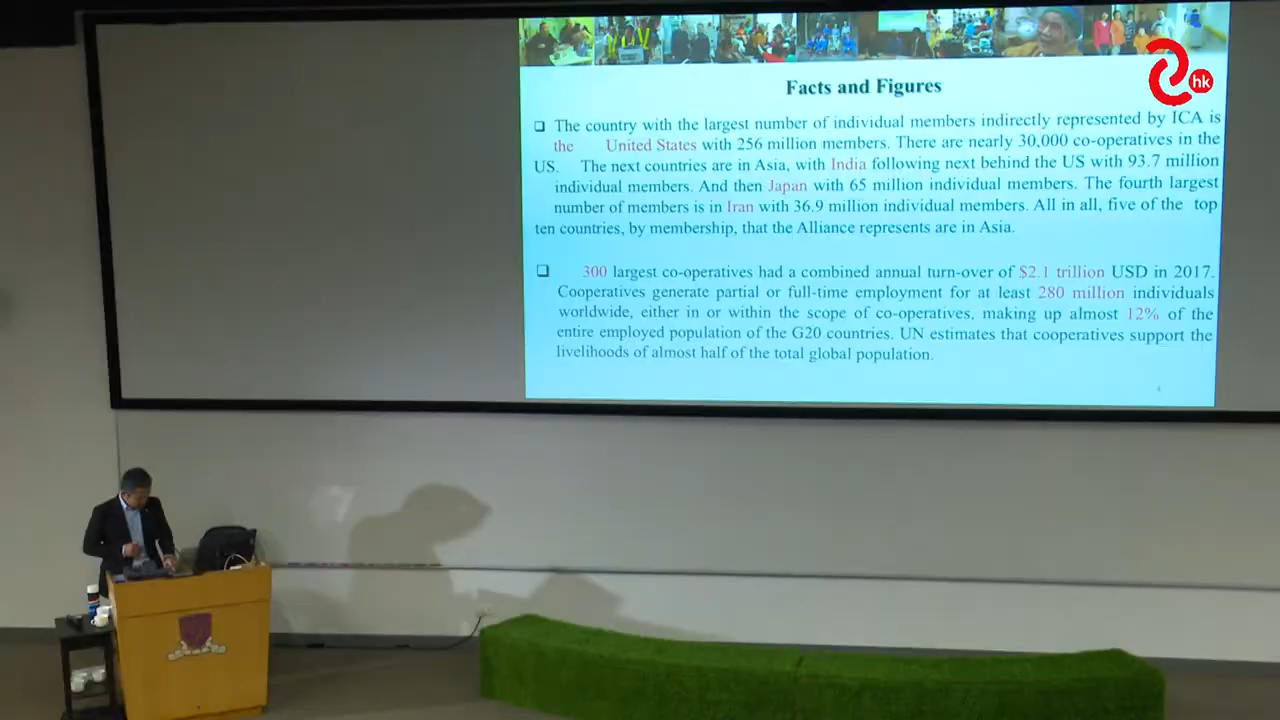 hk
Facts and Figures
The country with the largest number of individual members indirectly represented by ICA is
the United States with 256 million members. There are nearly 30,000 co-operatives in the
US. The next countries are in Asia, with India following next behind the US with 93.7 million
individual members. And then Japan with 65 million individual members. The fourth largest
number of members is in Iran with 36.9 million individual members. All in all, five of the top
ten countries, by membership, that the Alliance represents are in Asia.
300 largest co-operatives had a combined annual turn-over of $2.1 trillion USD in 2017.
Cooperatives generate partial or full-time employment for at least 280 million individuals
worldwide, either in or within the scope of co-operatives, making up almost 12% of the
entire employed population of the G20 countries. UN estimates that cooperatives support the
livelihoods of almost half of the total global population.